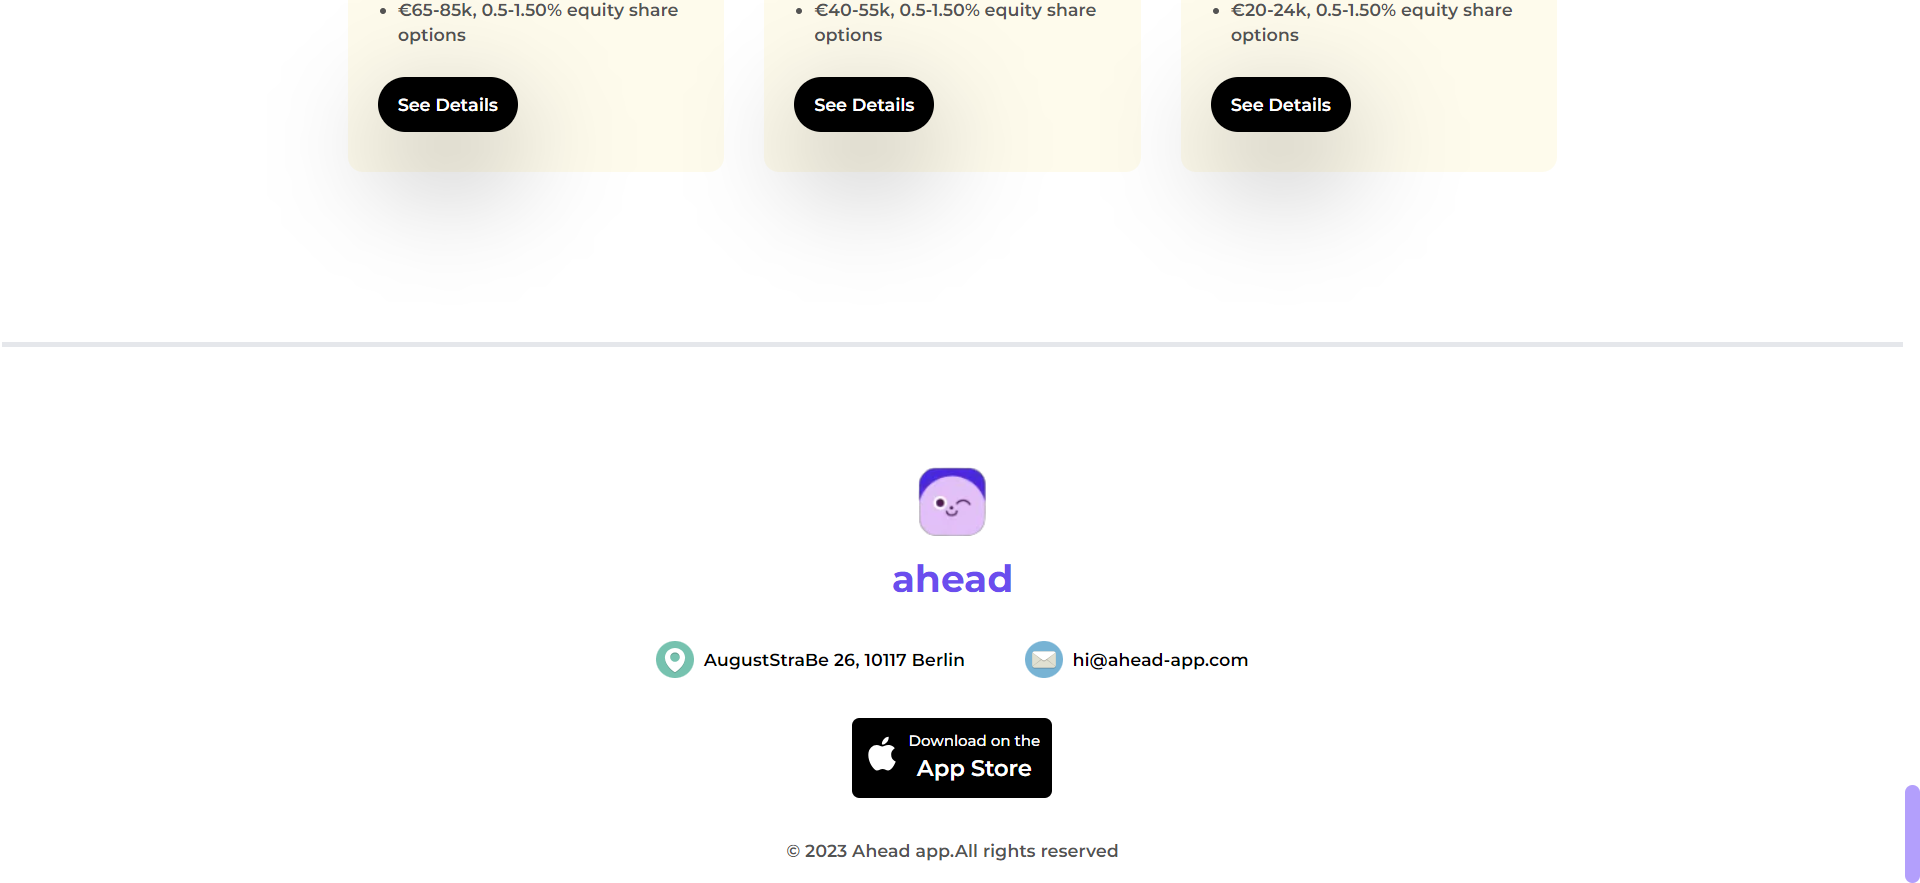 €65-85k, 0.5-1.50% equity share
options
See Details
€40-55k, 0.5-1.50% equity share
options
See Details
€20-24k, 0.5-1.50% equity share
options
See Details
ahead
AugustStraBe 26, 10117 Berlin
hi@ahead-app.com
Download on the
App Store
© 2023 Ahead app.All rights reserved